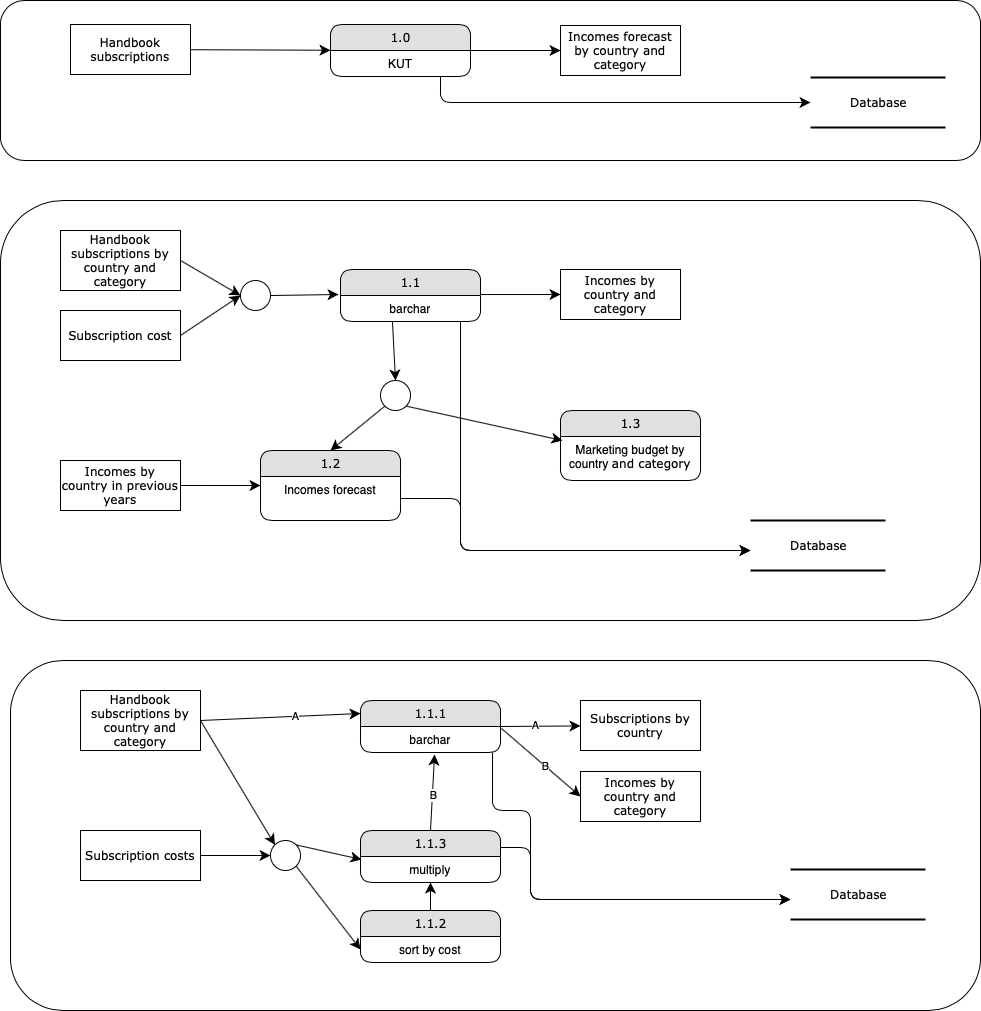 Handbook
subscriptions
1.0
KUT
Incomes forecast
by country and
category
Database
Handbook
subscriptions by
country and
category
Subscription cost
1.1
barchar
Incomes by
country and
category
1.3
Marketing budget by
country and category
1.2
Incomes forecast
Incomes by
country in previous
years
Database
Handbook
subscriptions by
country and
category
A
1.1.1
barchar
A
Subscriptions by
country
B
Incomes by
country and
category
B
Subscription costs
1.1.3
multiply
1.1.2
sort by cost
Database